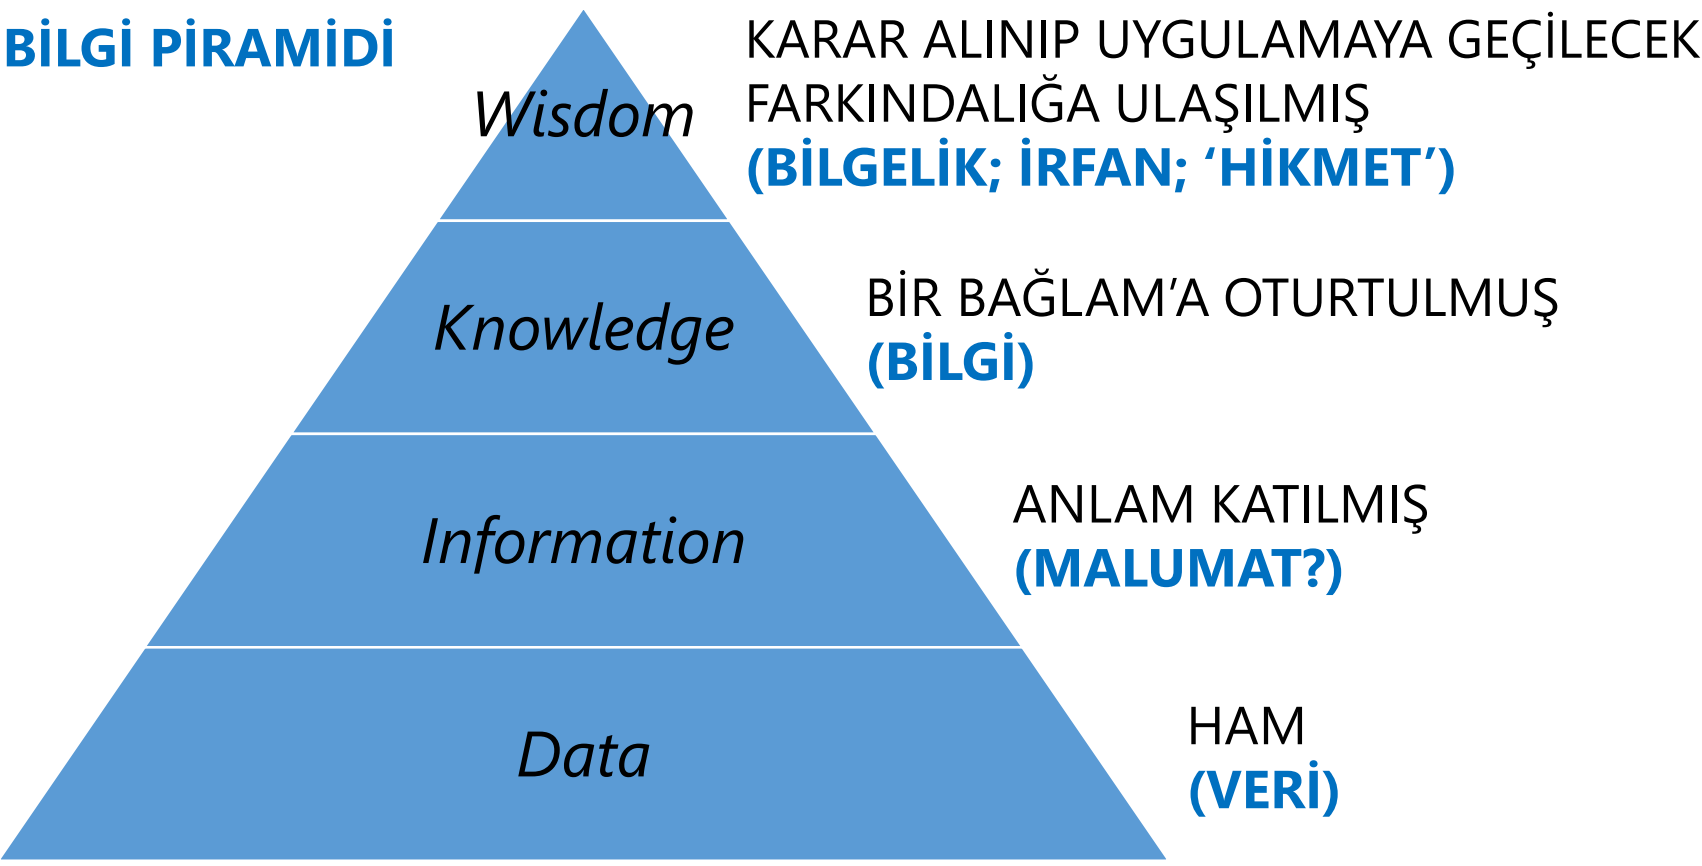 BİLGİ PİRAMİDİ
KARAR ALINIP UYGULAMAYA GEÇİLECEK
FARKINDALIĞA ULAŞILMIŞ
(BİLGELİK; İRFAN; ‘HİKMET’)
Wisdom
BİR BAĞLAM’A OTURTULMUŞ
(BİLGİ)
Knowledge
ANLAM KATILMIŞ
(MALUMAT?)
Information
HAM
(VERİ)
Data